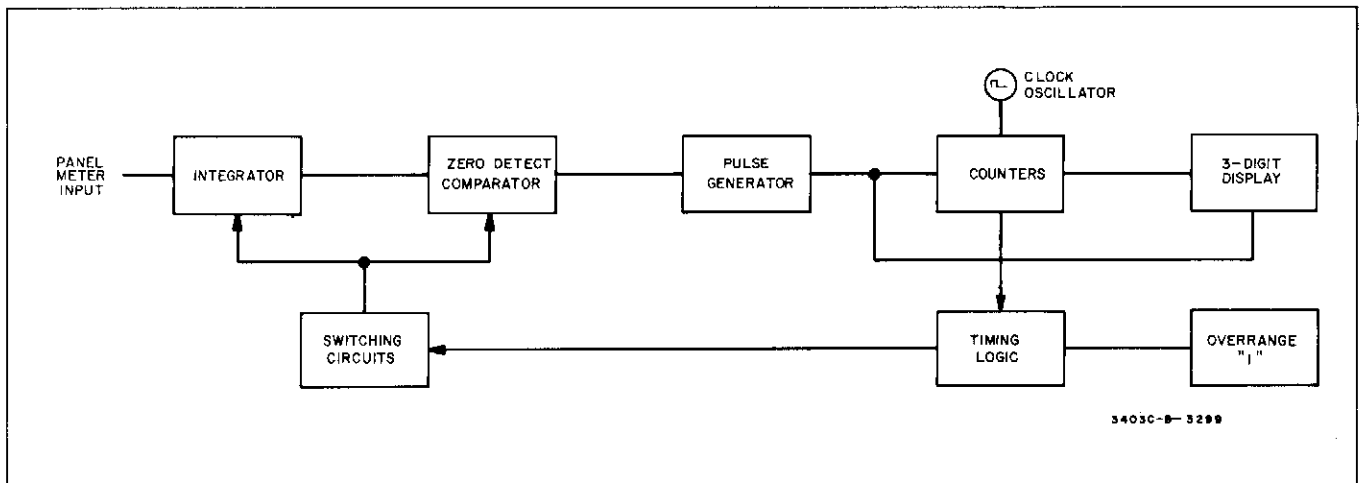 CLOCK
OSCILLATOR
PANEL
METER
INPUT
INTEGRATOR
ZERO DETECT
COMPARATOR
PULSE
GENERATOR
COUNTERS
3-DIGIT
DISPLAY
SWITCHING
CIRCUITS
TIMING
LOGIC
OVERRANGE
"1"
3403C-B-3299